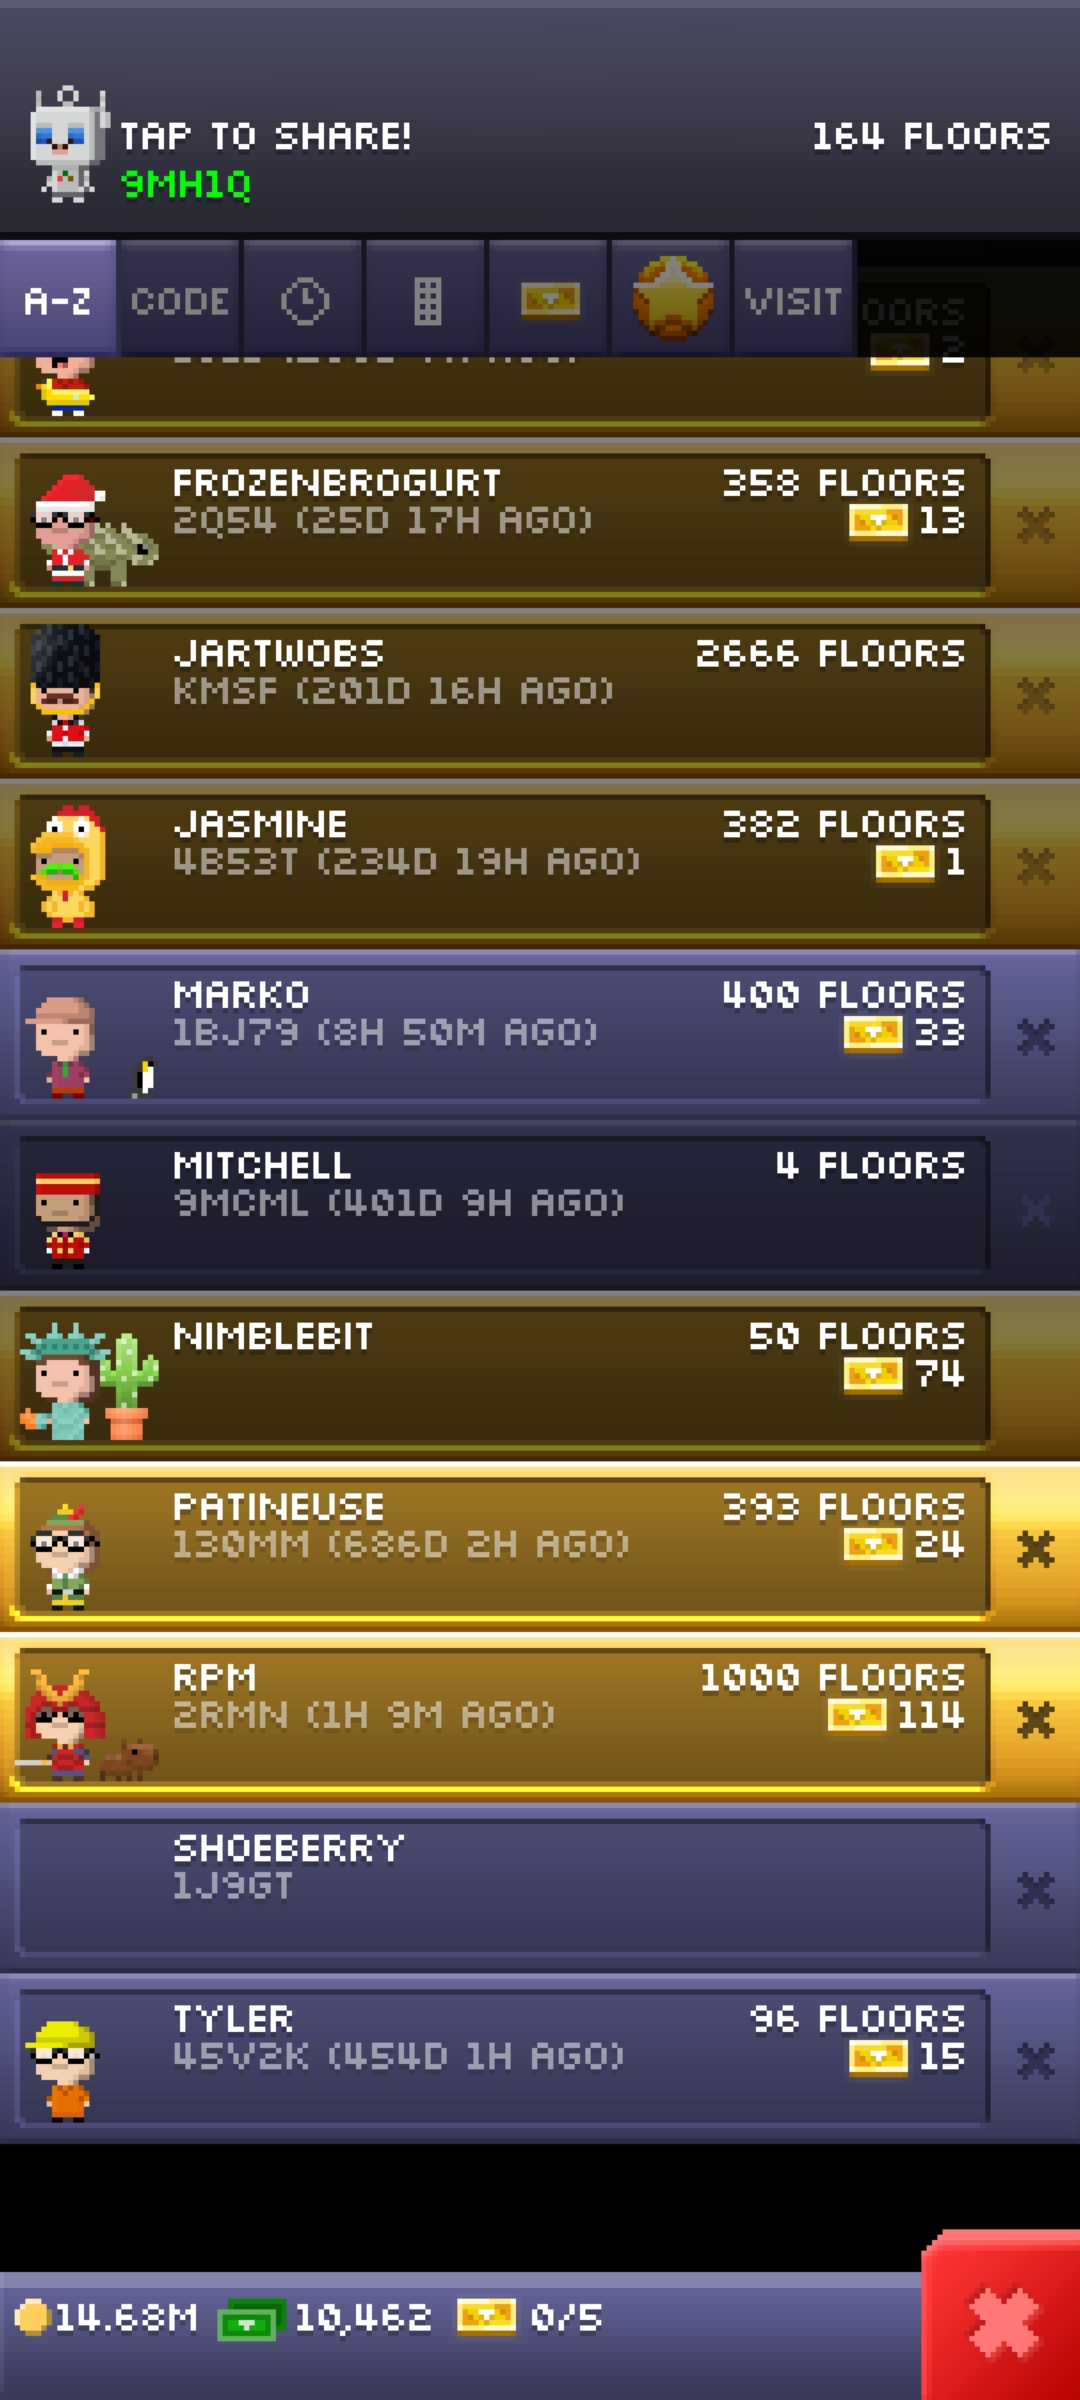 TAP TO SHARE!
164 FLOORS
9MH1Q
A-Z CODE VISIT
2
FROZENBROGURT 358 FLOORS
2Q54 (25D 17H AGO) 13
JARTWOBS 2666 FLOORS
KMSF (201D 16H AGO)
JASMINE 382 FLOORS
4B53T (234D 19H AGO) 1
MARKO 400 FLOORS
1BJ79 (8H 50M AGO) 33
MITCHELL 4 FLOORS
9MCML (401D 9H AGO)
NIMBLEBIT 50 FLOORS
74
PATINEUSE 393 FLOORS
130MM (686D 2H AGO) 24
RPM 1000 FLOORS
2RMN (1H 9M AGO) 114
SHOEBERRY
1J9GT
TYLER 96 FLOORS
45V2K (454D 1H AGO) 15
14.68M 10,462 0/5